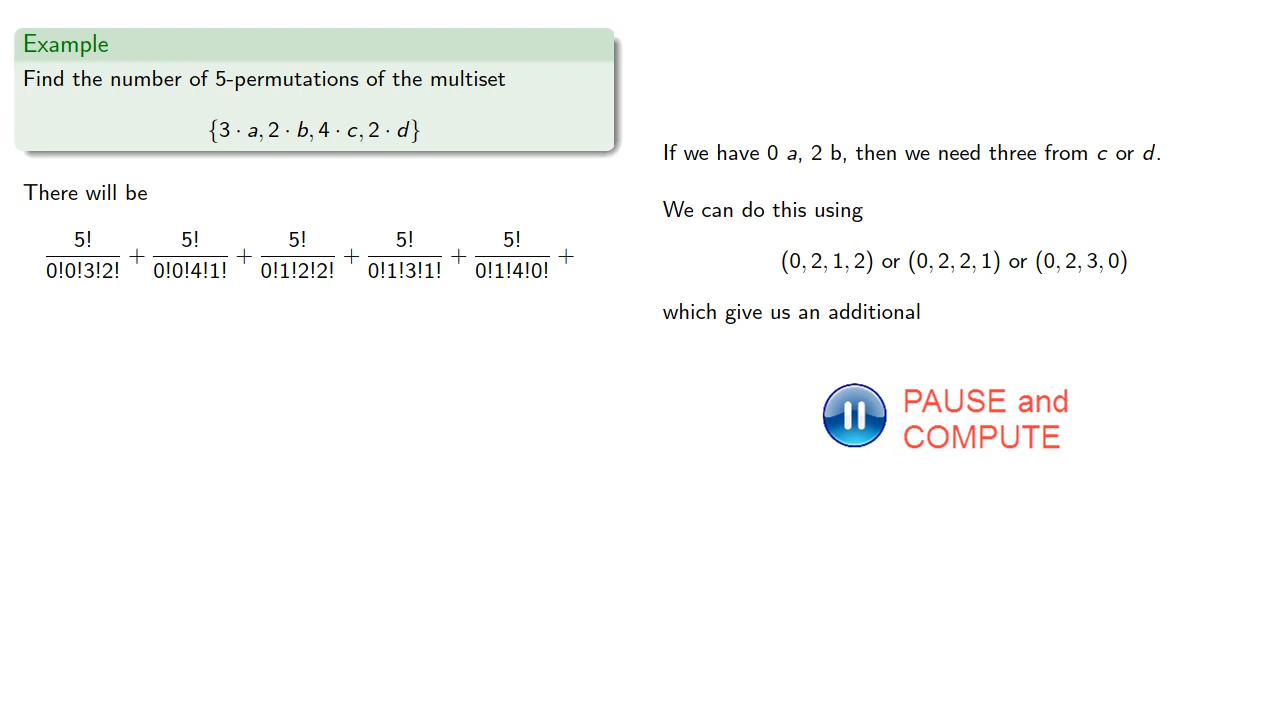 Example
Find the number of 5-permutations of the multiset
{3 · a, 2 · b, 4 · c, 2 · d}
There will be
5!/0!0!3!2! + 5!/0!0!4!1! + 5!/0!1!2!2! + 5!/0!1!3!1! + 5!/0!1!4!0! +
If we have 0 a, 2 b, then we need three from c or d.
We can do this using
(0, 2, 1, 2) or (0, 2, 2, 1) or (0, 2, 3, 0)
which give us an additional
PAUSE and
COMPUTE